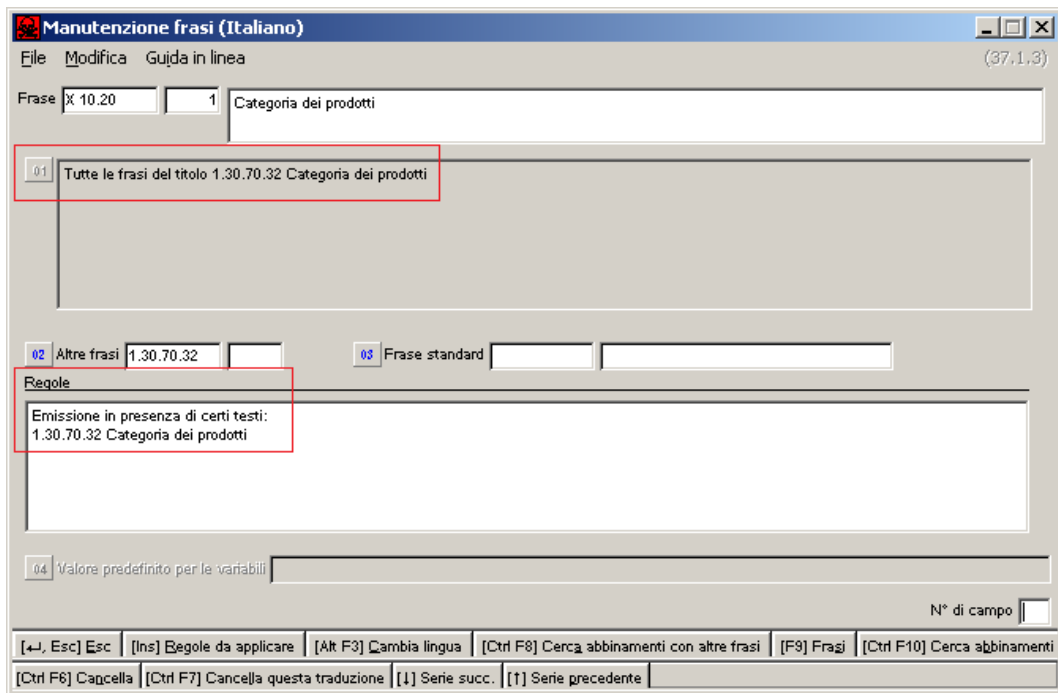 Manutenzione frasi (Italiano)
File Modifica Guida in linea (37.1.3)
Frase X 10.20 1 Categoria dei prodotti
01 Tutte le frasi del titolo 1.30.70.32 Categoria dei prodotti
02 Altre frasi 1.30.70.32 03 Frase standard
Regole
Emissione in presenza di certi testi:
1.30.70.32 Categoria dei prodotti
04 Valore predefinito per le variabili
N° di campo
[↵, Esc] Esc [Ins] Regole da applicare [Alt F3] Cambia lingua [Ctrl F8] Cerca abbinamenti con altre frasi [F9] Frasi [Ctrl F10] Cerca abbinamenti
[Ctrl F6] Cancella [Ctrl F7] Cancella questa traduzione [↓] Serie succ. [↑] Serie precedente